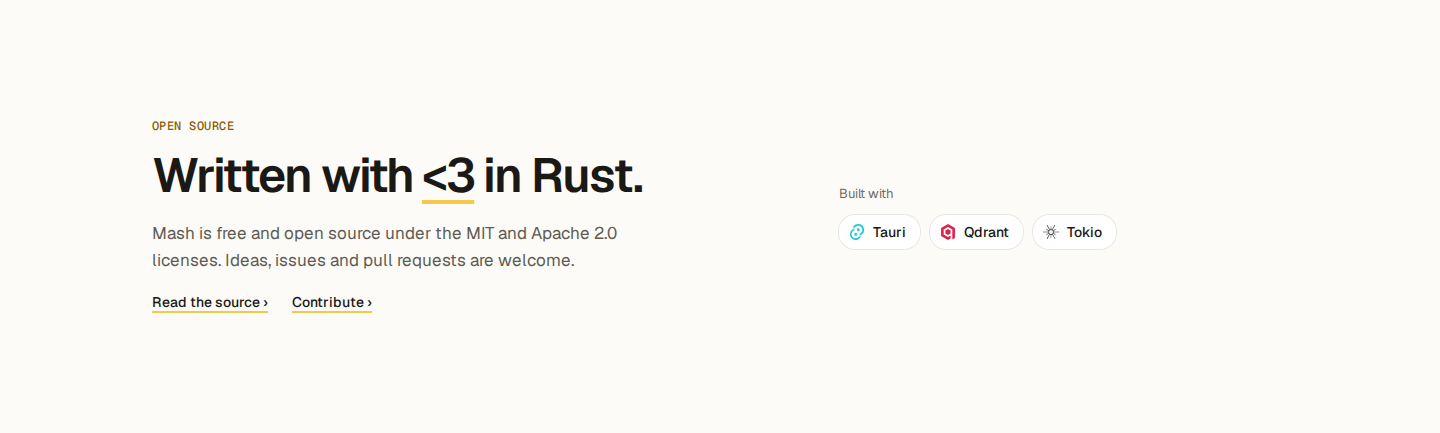 OPEN SOURCE
Written with <3 in Rust.
Mash is free and open source under the MIT and Apache 2.0
licenses. Ideas, issues and pull requests are welcome.
Read the source › Contribute ›
Built with
Tauri Qdrant Tokio